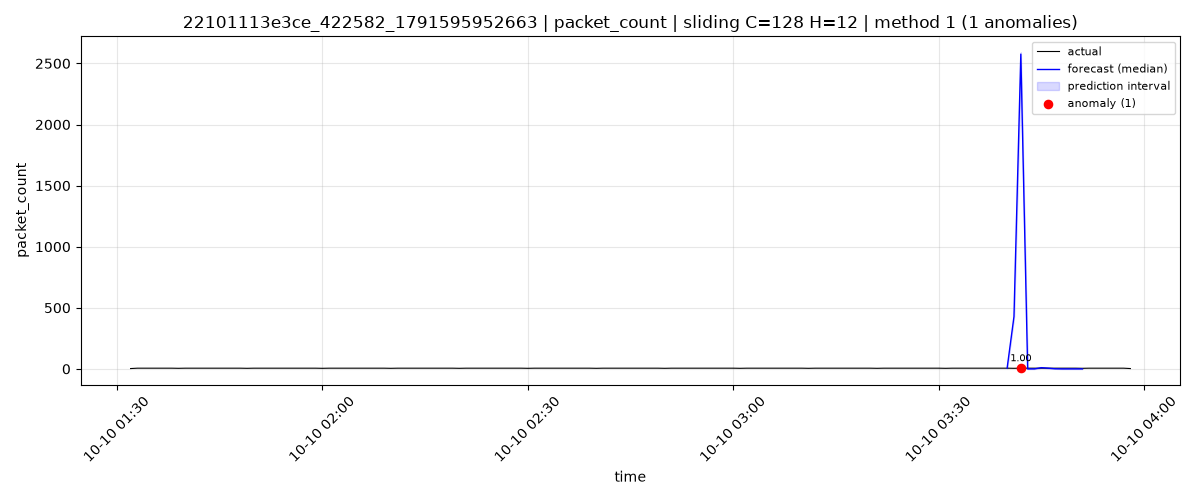 22101113e3ce_422582_1791595952663 | packet_count | sliding C=128 H=12 | method 1 (1 anomalies)
actual
forecast (median)
prediction interval
anomaly (1)
packet_count
2500
2000
1500
1000
500
0
1.00
10-10 01:30
10-10 02:00
10-10 02:30
10-10 03:00
10-10 03:30
10-10 04:00
time